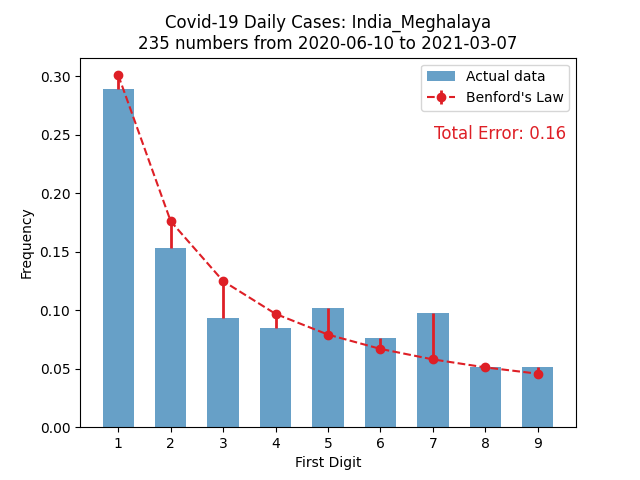 Covid-19 Daily Cases: India_Meghalaya
235 numbers from 2020-06-10 to 2021-03-07
Actual data
Benford's Law
Total Error: 0.16
Frequency
0.30
0.25
0.20
0.15
0.10
0.05
0.00
1 2 3 4 5 6 7 8 9
First Digit